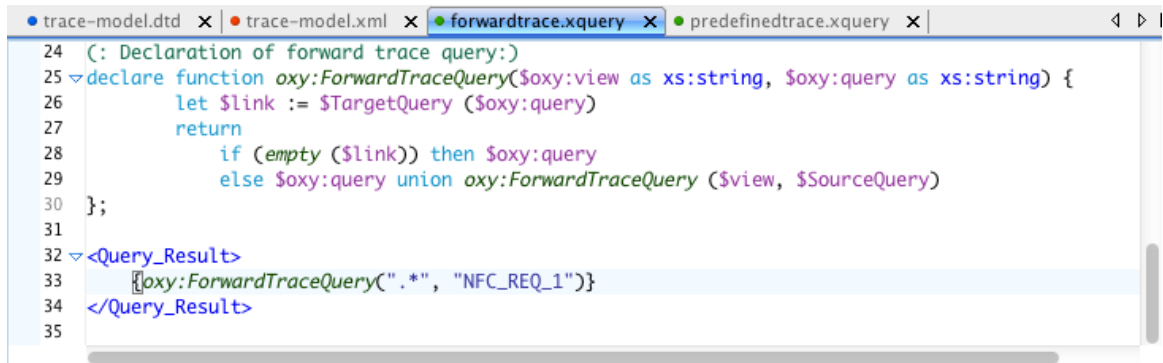 trace-model.dtd x trace-model.xml x forwardtrace.xquery x predefinedtrace.xquery x
24 (: Declaration of forward trace query:)
25 declare function oxy:ForwardTraceQuery($oxy:view as xs:string, $oxy:query as xs:string) {
26 let $link := $TargetQuery ($oxy:query)
27 return
28 if (empty ($link)) then $oxy:query
29 else $oxy:query union oxy:ForwardTraceQuery ($view, $SourceQuery)
30 };
31
32 <Query_Result>
33 {oxy:ForwardTraceQuery(".*", "NFC_REQ_1")}
34 </Query_Result>
35